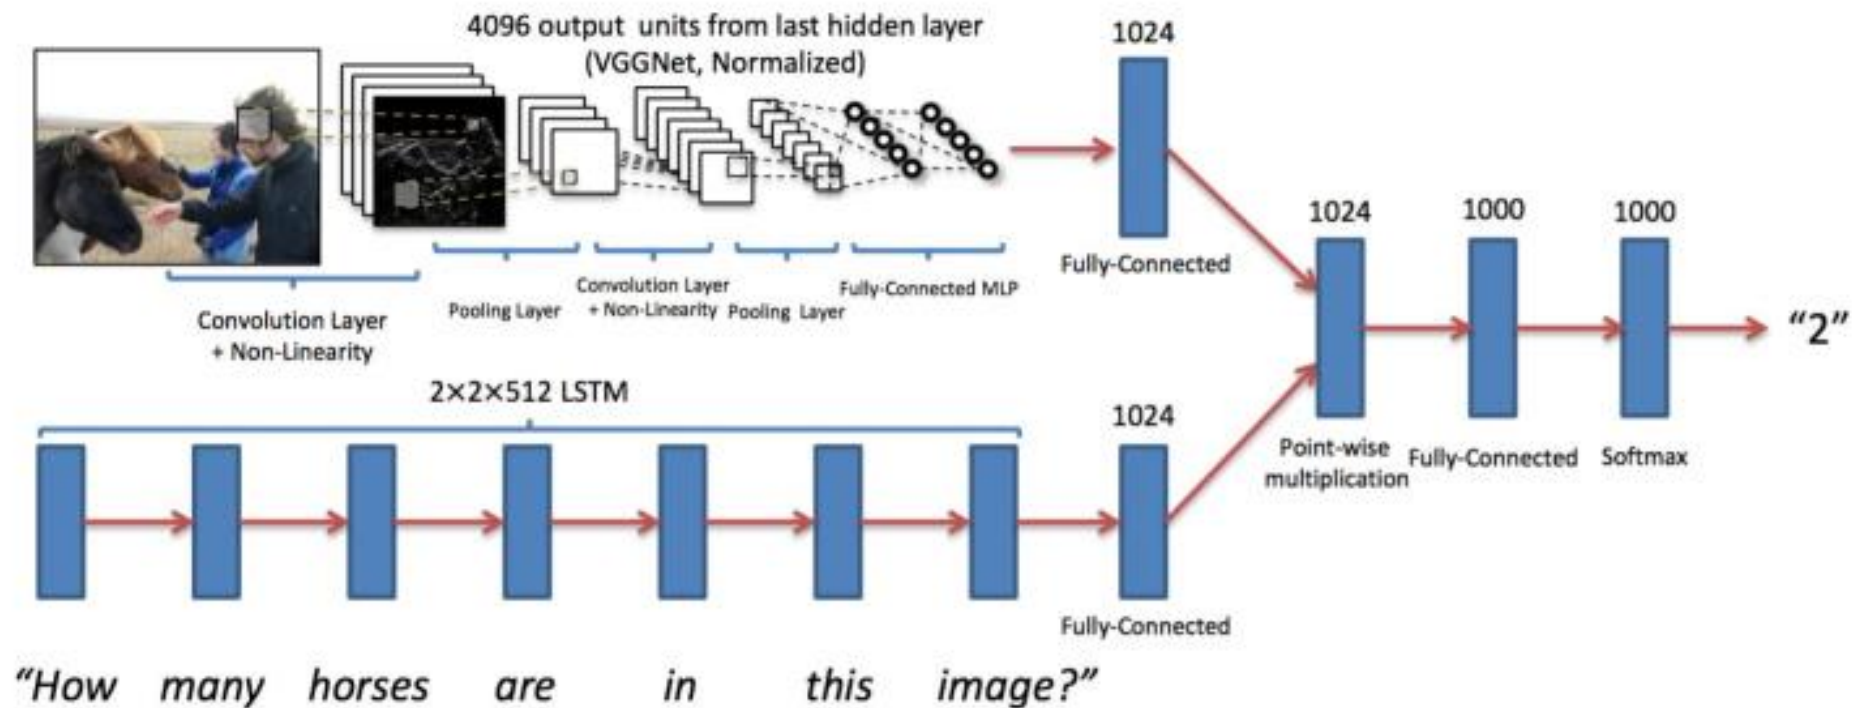 4096 output units from last hidden layer
(VGGNet, Normalized)
1024
Fully-Connected
Convolution Layer
+ Non-Linearity
Pooling Layer
Convolution Layer
+ Non-Linearity
Pooling Layer
Fully-Connected MLP
2×2×512 LSTM
1024
Fully-Connected
1024
Point-wise
multiplication
1000
Fully-Connected
1000
Softmax
“2”
“How many horses are in this image?”